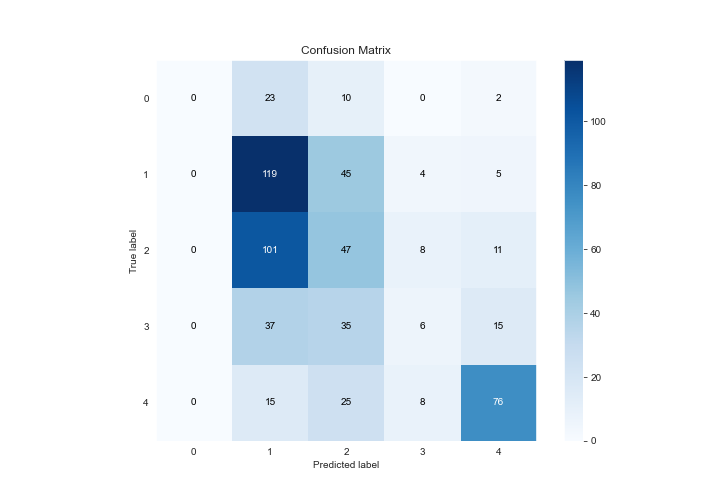 Confusion Matrix
0 0 23 10 0 2
1 0 119 45 4 5
2 0 101 47 8 11
3 0 37 35 6 15
4 0 15 25 8 76
0 1 2 3 4
Predicted label
True label
100
80
60
40
20
0